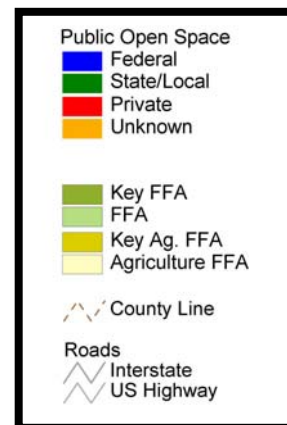 Public Open Space
Federal
State/Local
Private
Unknown
Key FFA
FFA
Key Ag. FFA
Agriculture FFA
County Line
Roads
Interstate
US Highway